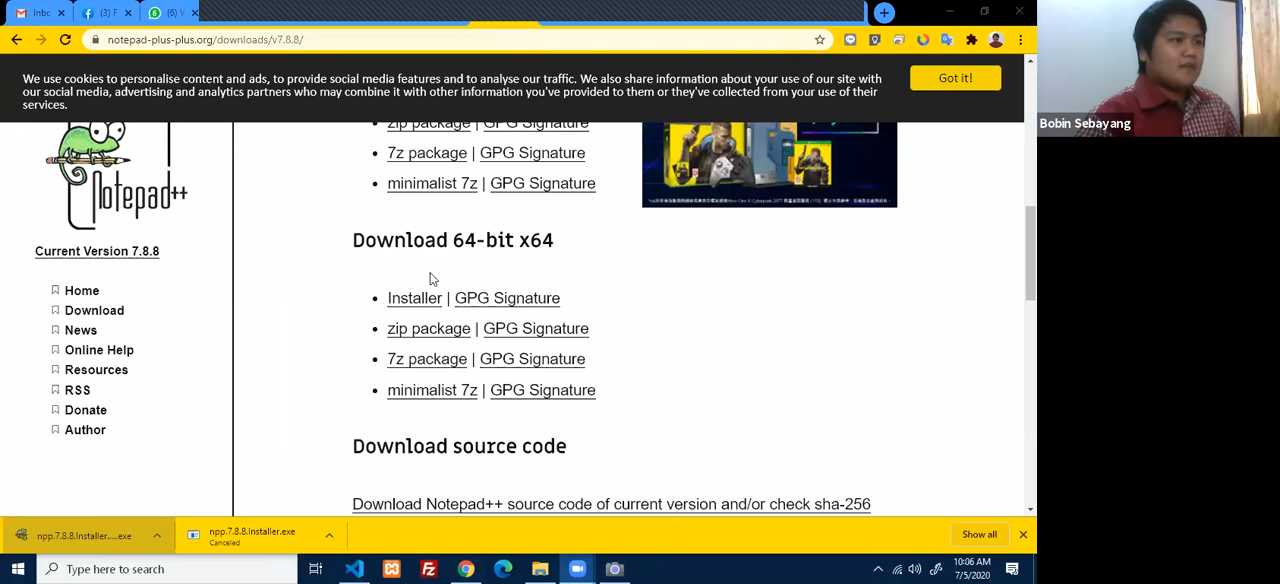 Inbo
(3) F
(6) V
notepad-plus-plus.org/downloads/v7.8.8/
We use cookies to personalise content and ads, to provide social media features and to analyse our traffic. We also share information about your use of our site with
our social media, advertising and analytics partners who may combine it with other information you've provided to them or they've collected from your use of their
services.
Got it!
Bobin Sebayang
Notepad++
Current Version 7.8.8
Home
Download
News
Online Help
Resources
RSS
Donate
Author
zip package | GPG Signature
7z package | GPG Signature
minimalist 7z | GPG Signature
Download 64-bit x64
Installer | GPG Signature
zip package | GPG Signature
7z package | GPG Signature
minimalist 7z | GPG Signature
Download source code
Download Notepad++ source code of current version and/or check sha-256
npp.7.8.8.Installer.....exe
npp.7.8.8.Installer.exe
Canceled
Show all
Type here to search
10:06 AM
7/5/2020